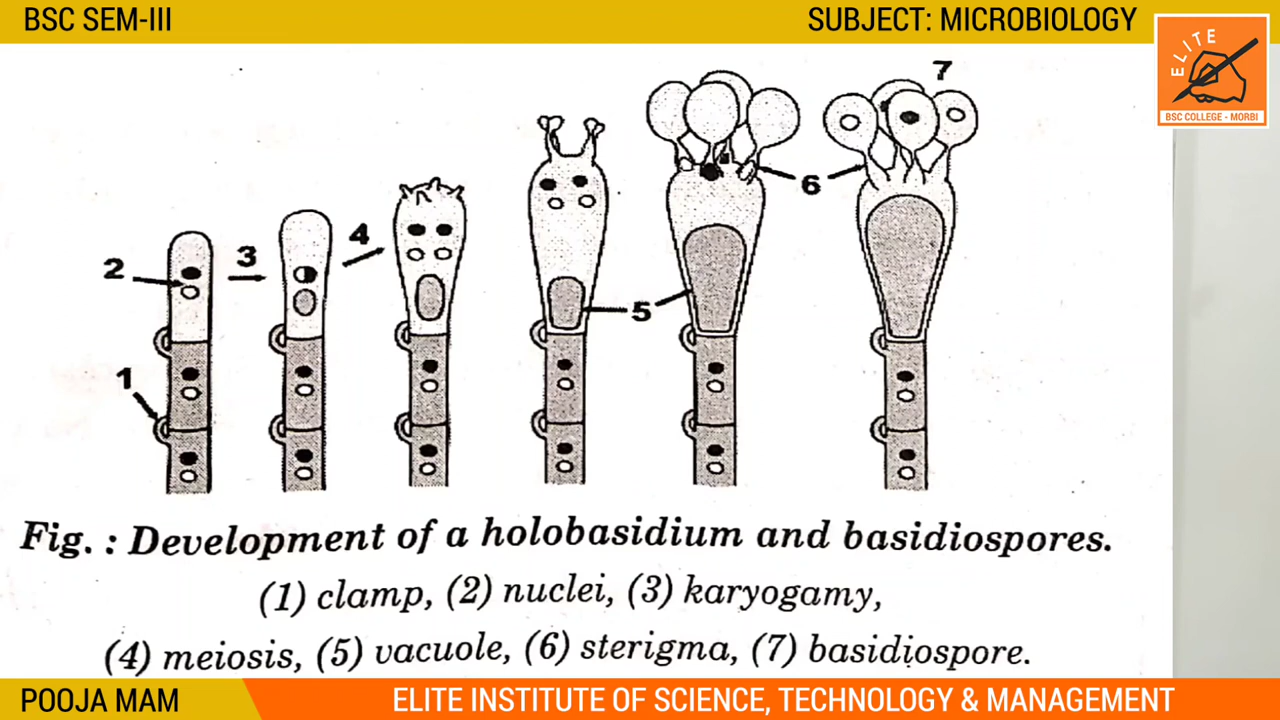 BSC SEM-III
SUBJECT: MICROBIOLOGY
ELITE
BSC COLLEGE - MORBI
7
6
4
3
2
5
1
Fig. : Development of a holobasidium and basidiospores.
(1) clamp, (2) nuclei, (3) karyogamy,
(4) meiosis, (5) vacuole, (6) sterigma, (7) basidiospore.
POOJA MAM
ELITE INSTITUTE OF SCIENCE, TECHNOLOGY & MANAGEMENT